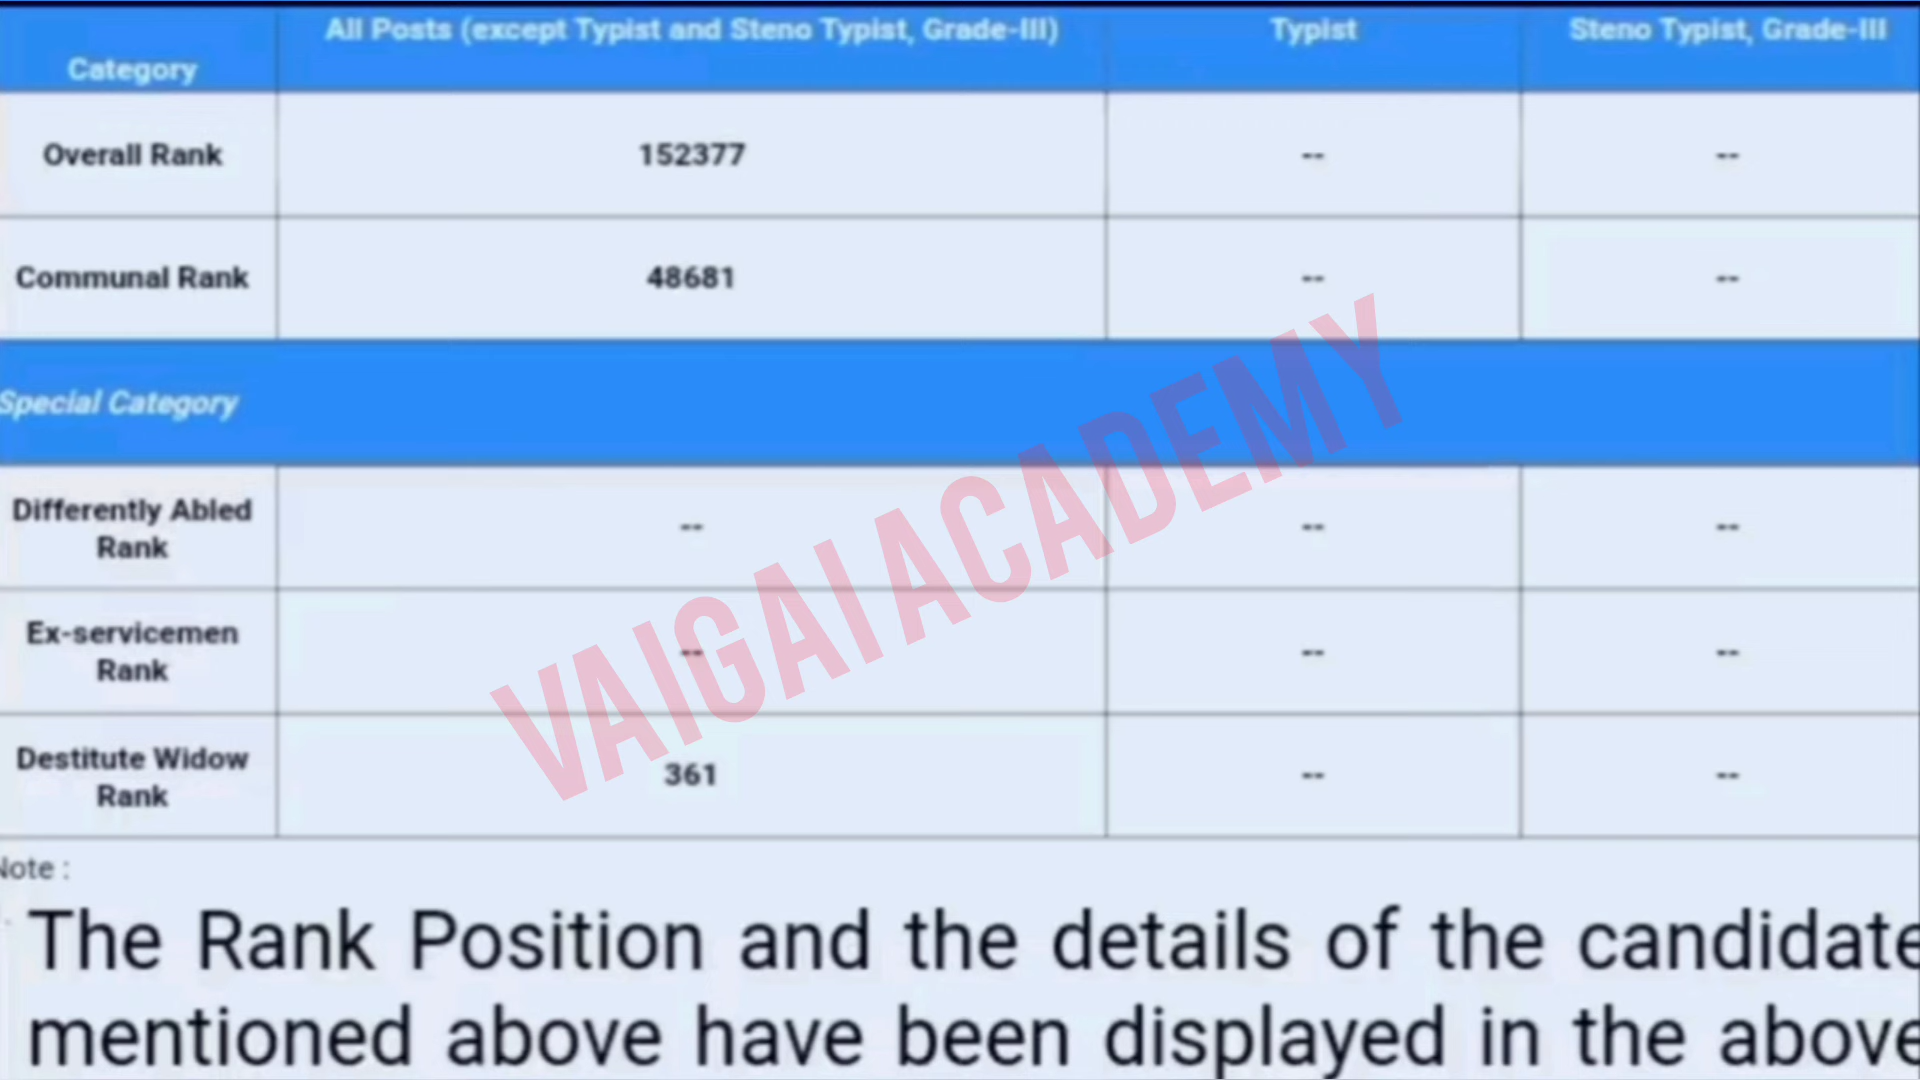 Category All Posts (except Typist and Steno Typist, Grade-III) Typist Steno Typist, Grade-III
Overall Rank 152377 -- --
Communal Rank 48681 -- --
Special Category
Differently Abled
Rank -- -- --
Ex-servicemen
Rank -- -- --
Destitute Widow
Rank 361 -- --
Note :
The Rank Position and the details of the candidate
mentioned above have been displayed in the above
VAIGAI ACADEMY